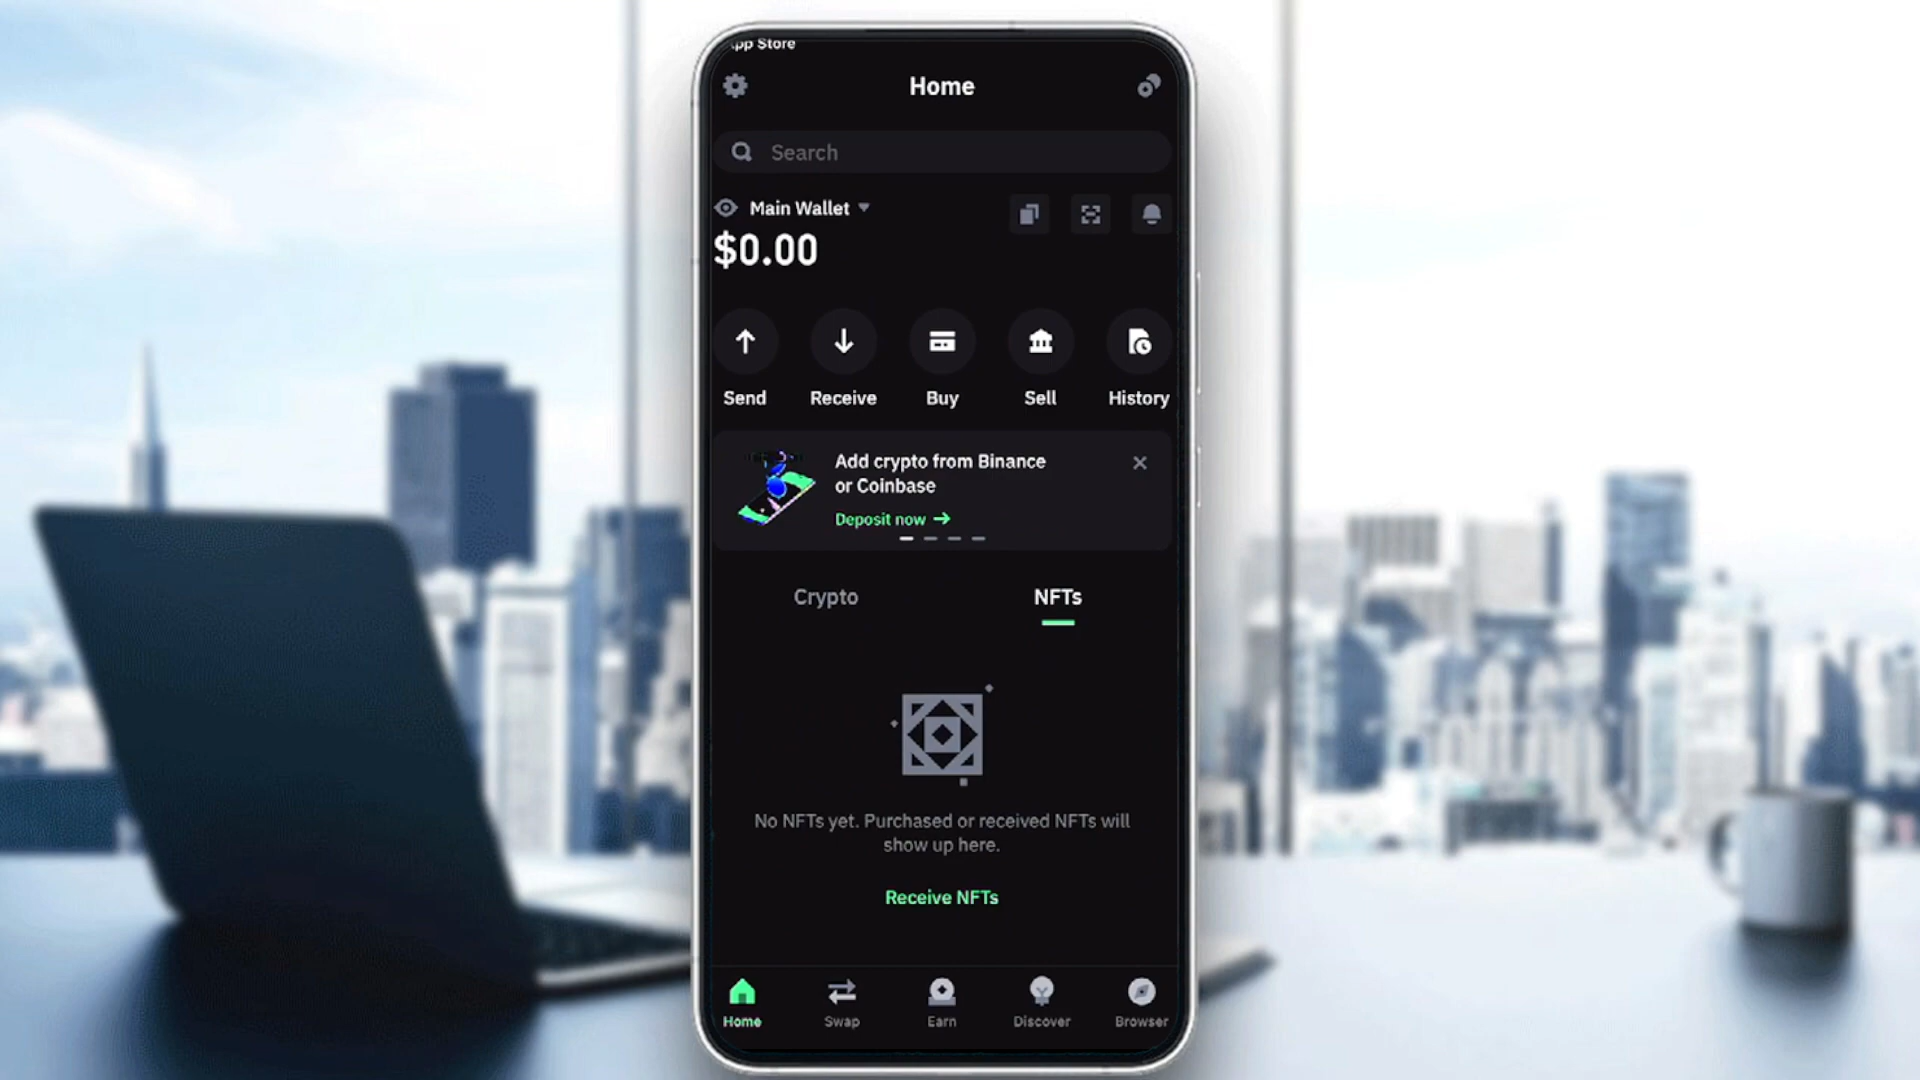 App Store
Home
Search
Main Wallet
$0.00
Send Receive Buy Sell History
Add crypto from Binance
or Coinbase
Deposit now →
Crypto NFTs
No NFTs yet. Purchased or received NFTs will
show up here.
Receive NFTs
Home Swap Earn Discover Browser